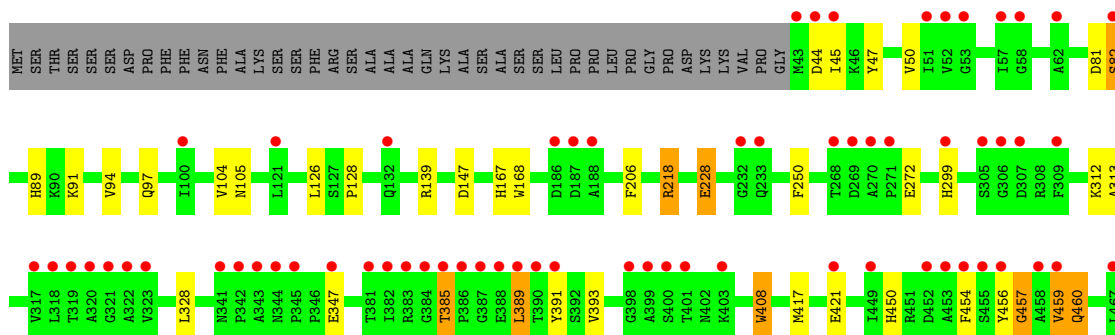 MET SER THR SER SER SER ASP PRO PHE PHE ASN PHE ALA LYS SER PHE ARG SER ALA ALA ALA GLN LYS ALA SER ALA SER SER LEU PRO PRO LEU PRO GLY PRO PRO ASP LYS LYS VAL PRO GLY M43 D44 I45 K46 Y47 V50 I51 V52 G53 I57 G58 A62 D81 S82
H89 K90 K91 V94 Q97 I100 V104 N105 L121 L126 S127 P128 Q132 R139 D147 H167 W168 D186 D187 A188 F206 R218 E228 G232 Q233 F250 T268 D269 A270 P271 E272 H299 S305 G306 D307 R308 F309 K312 A313
V317 L318 T319 A320 G321 A322 V323 L328 N341 P342 A343 N344 P345 P346 E347 T381 I382 R383 G384 T385 P386 G387 E388 L389 T390 Y391 S392 V393 G398 A399 S400 T401 N402 K403 W408 M417 E421 I449 H450 R451 D452 A453 F454 S455 Y456 G457 A458 V459 Q460